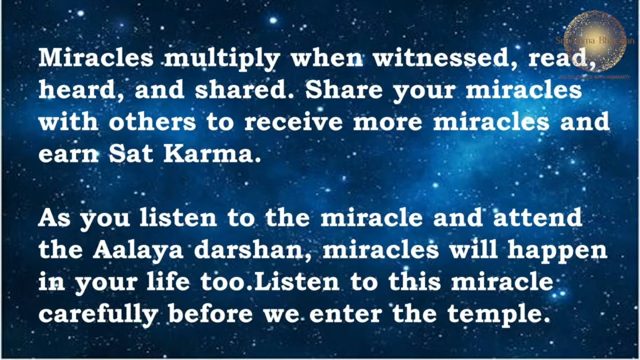 Miracles multiply when witnessed, read,
heard, and shared. Share your miracles
with others to receive more miracles and
earn Sat Karma.
As you listen to the miracle and attend
the Aalaya darshan, miracles will happen
in your life too.Listen to this miracle
carefully before we enter the temple.